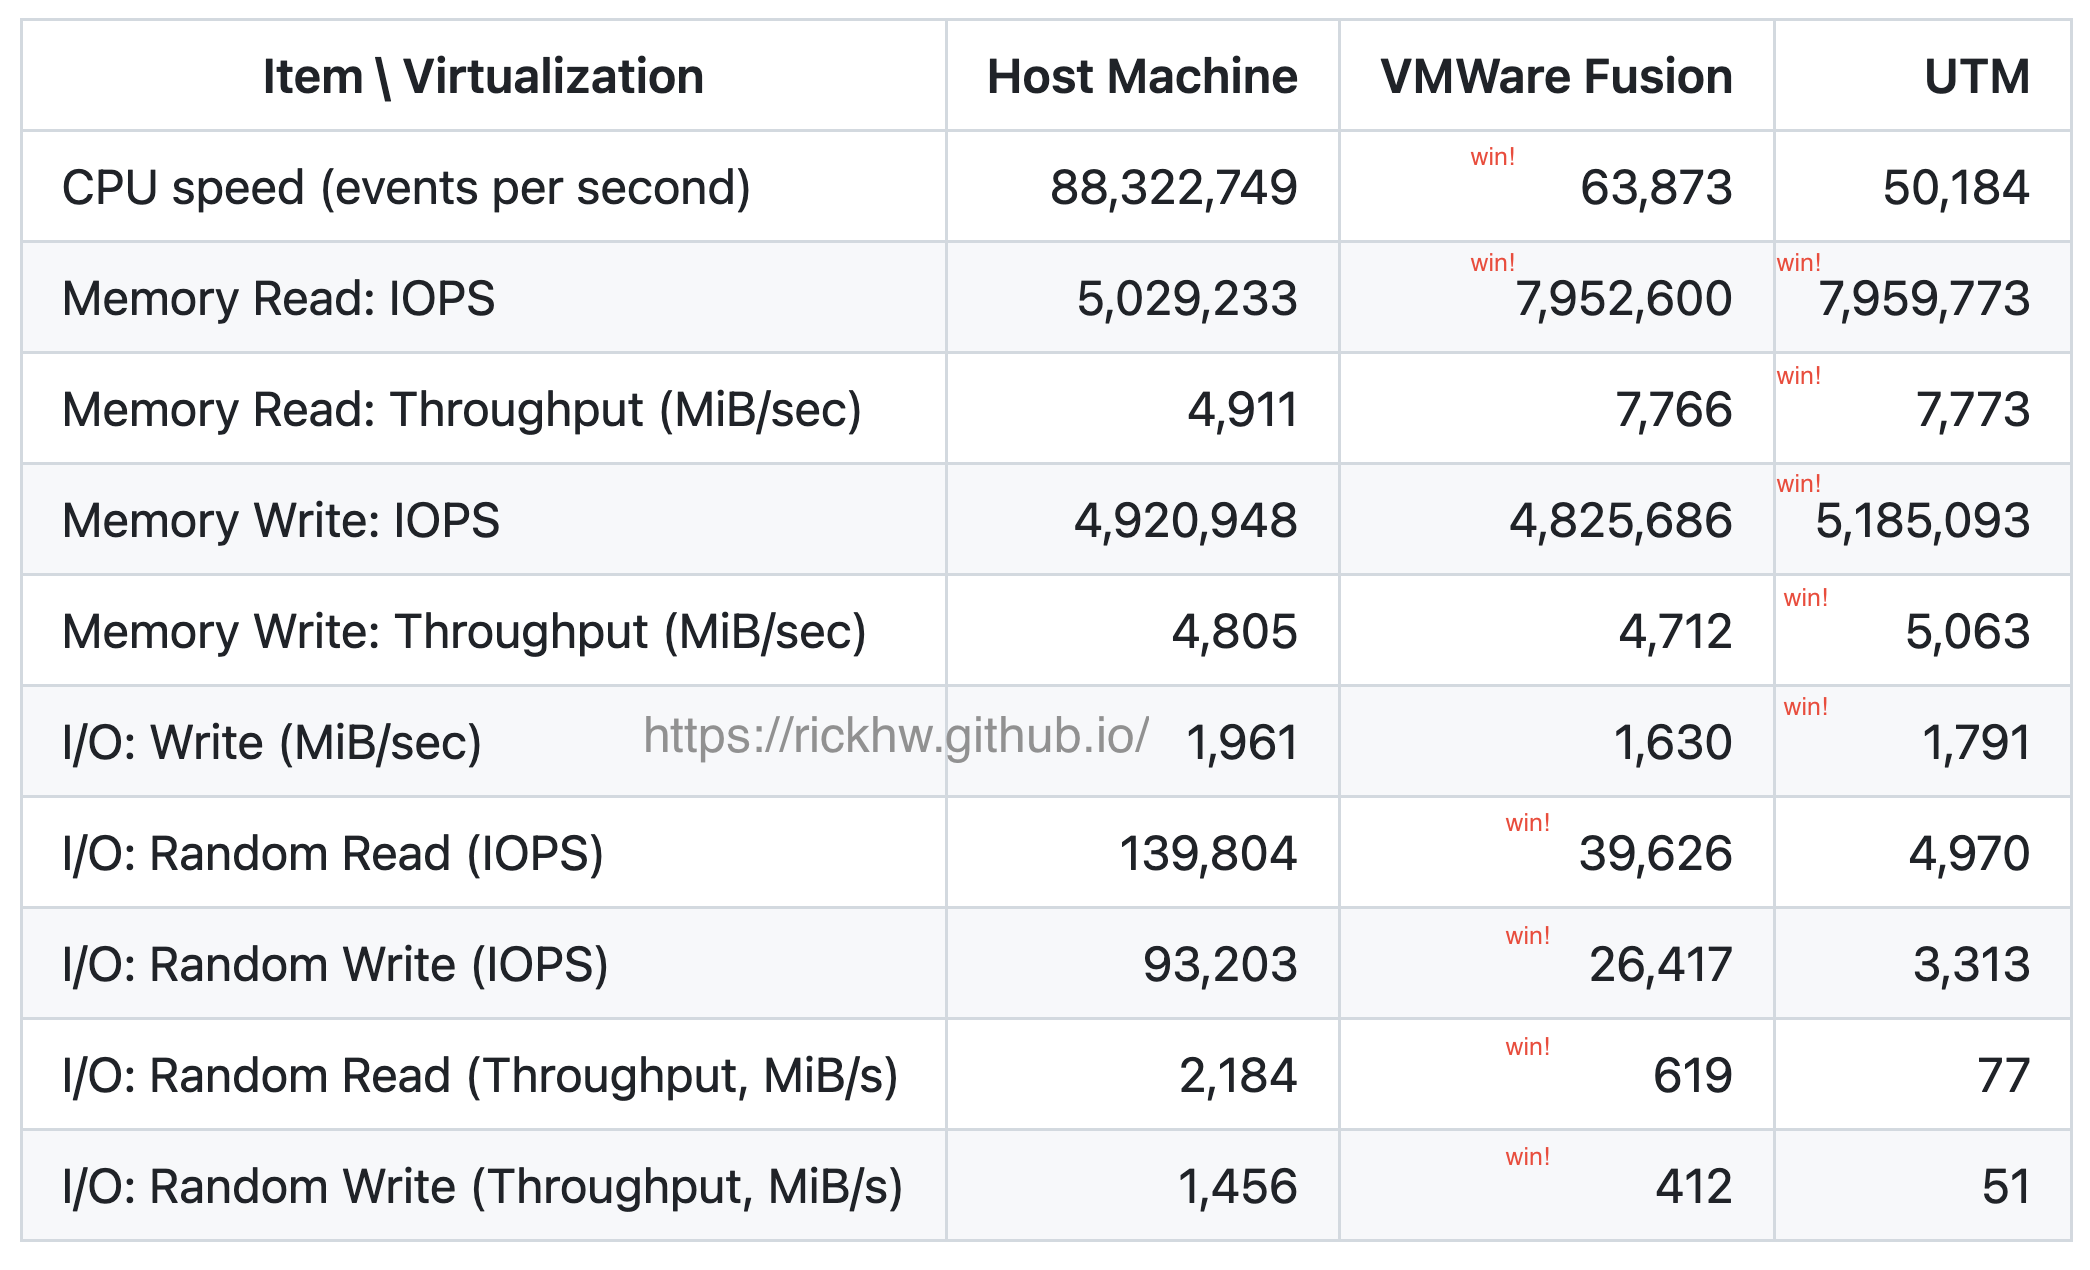 Item \ Virtualization Host Machine VMWare Fusion UTM
CPU speed (events per second) 88,322,749 win! 63,873 50,184
Memory Read: IOPS 5,029,233 win! 7,952,600 win! 7,959,773
Memory Read: Throughput (MiB/sec) 4,911 7,766 win! 7,773
Memory Write: IOPS 4,920,948 4,825,686 win! 5,185,093
Memory Write: Throughput (MiB/sec) 4,805 4,712 win! 5,063
I/O: Write (MiB/sec) https://rickhw.github.io/ 1,961 1,630 win! 1,791
I/O: Random Read (IOPS) 139,804 win! 39,626 4,970
I/O: Random Write (IOPS) 93,203 win! 26,417 3,313
I/O: Random Read (Throughput, MiB/s) 2,184 win! 619 77
I/O: Random Write (Throughput, MiB/s) 1,456 win! 412 51